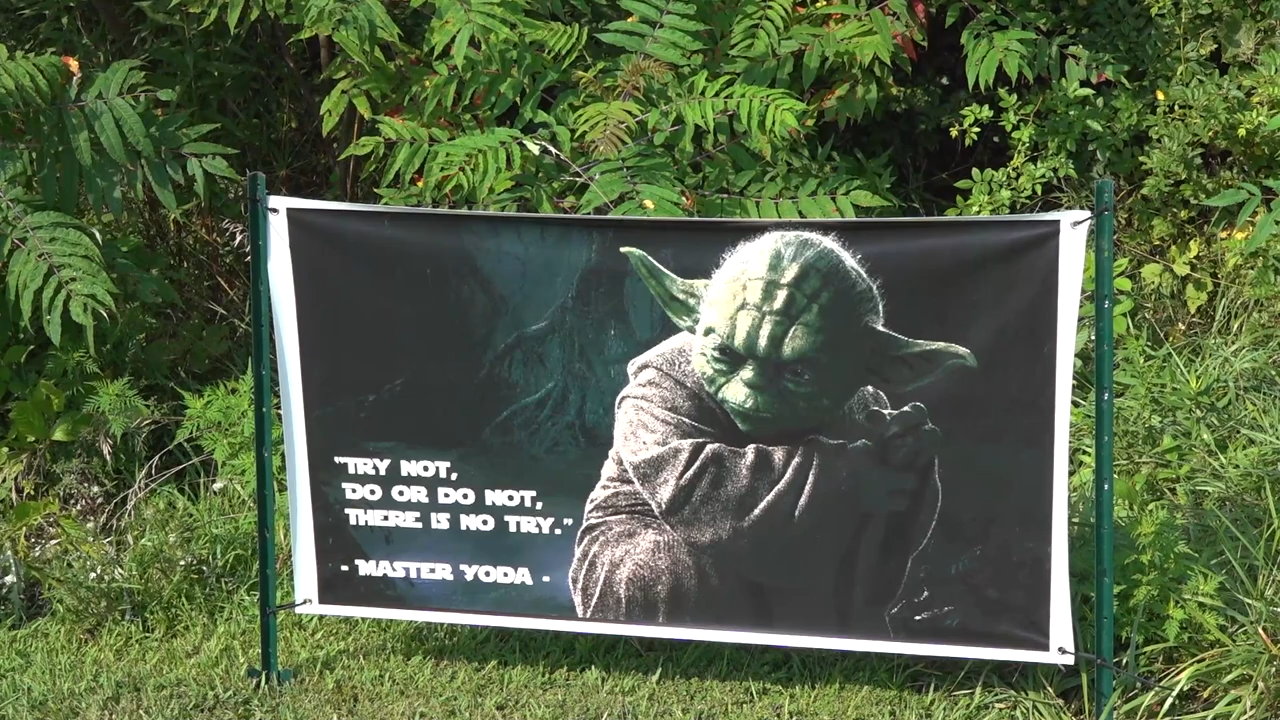 "TRY NOT,
DO OR DO NOT,
THERE IS NO TRY."
- MASTER YODA -